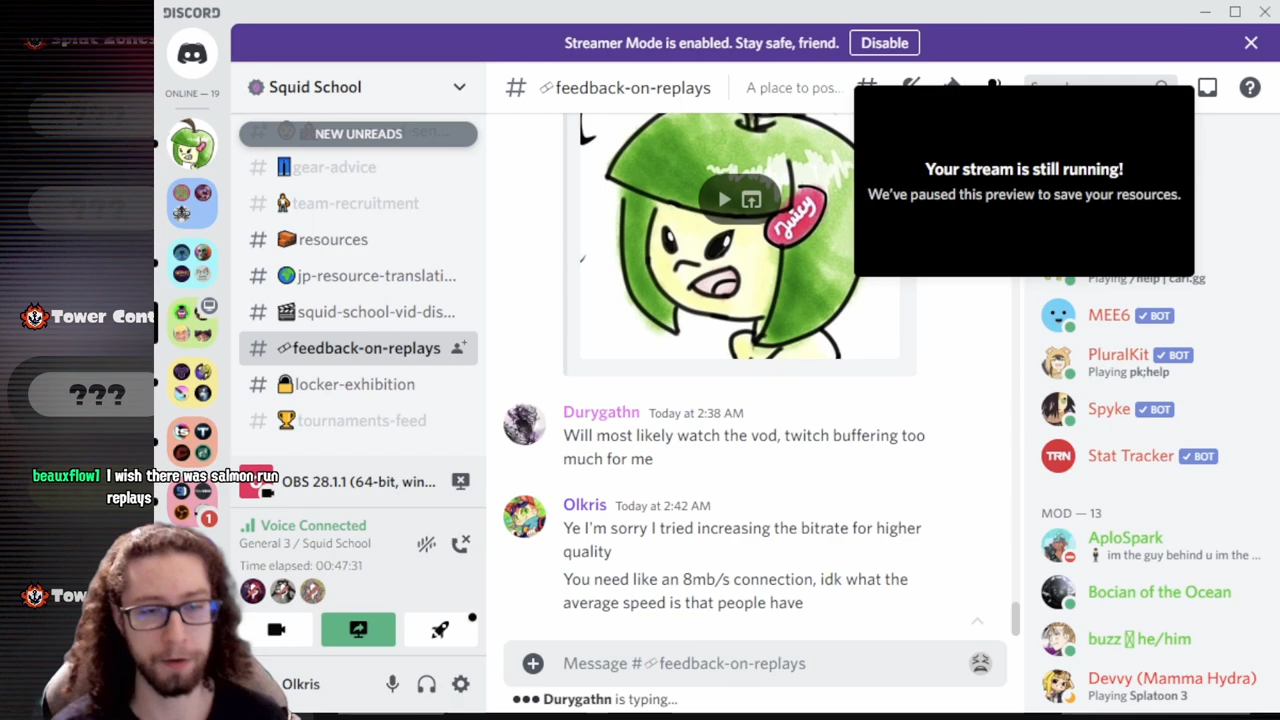 DISCORD
Streamer Mode is enabled. Stay safe, friend.
Disable
ONLINE — 19
Squid School
# feedback-on-replays
A place to pos...
NEW UNREADS
# gear-advice
# team-recruitment
# resources
# jp-resource-translati...
# squid-school-vid-dis...
# feedback-on-replays
# locker-exhibition
# tournaments-feed
Splat Zones
Tower Cont
???
Tow
beauxflow1 I wish there was salmon run
replays
1
OBS 28.1.1 (64-bit, win...
Voice Connected
General 3 / Squid School
Time elapsed: 00:47:31
Olkris
Juicy
Durygathn Today at 2:38 AM
Will most likely watch the vod, twitch buffering too
much for me
Olkris Today at 2:42 AM
Ye I'm sorry I tried increasing the bitrate for higher
quality
You need like an 8mb/s connection, idk what the
average speed is that people have
Message # feedback-on-replays
Durygathn is typing...
Your stream is still running!
We've paused this preview to save your resources.
Playing /help | carl.gg
MEE6 ✓ BOT
PluralKit ✓ BOT
Playing pk;help
Spyke ✓ BOT
TRN
Stat Tracker ✓ BOT
MOD — 13
AploSpark
im the guy behind u im the ...
Bocian of the Ocean
buzz he/him
Devvy (Mamma Hydra)
Playing Splatoon 3